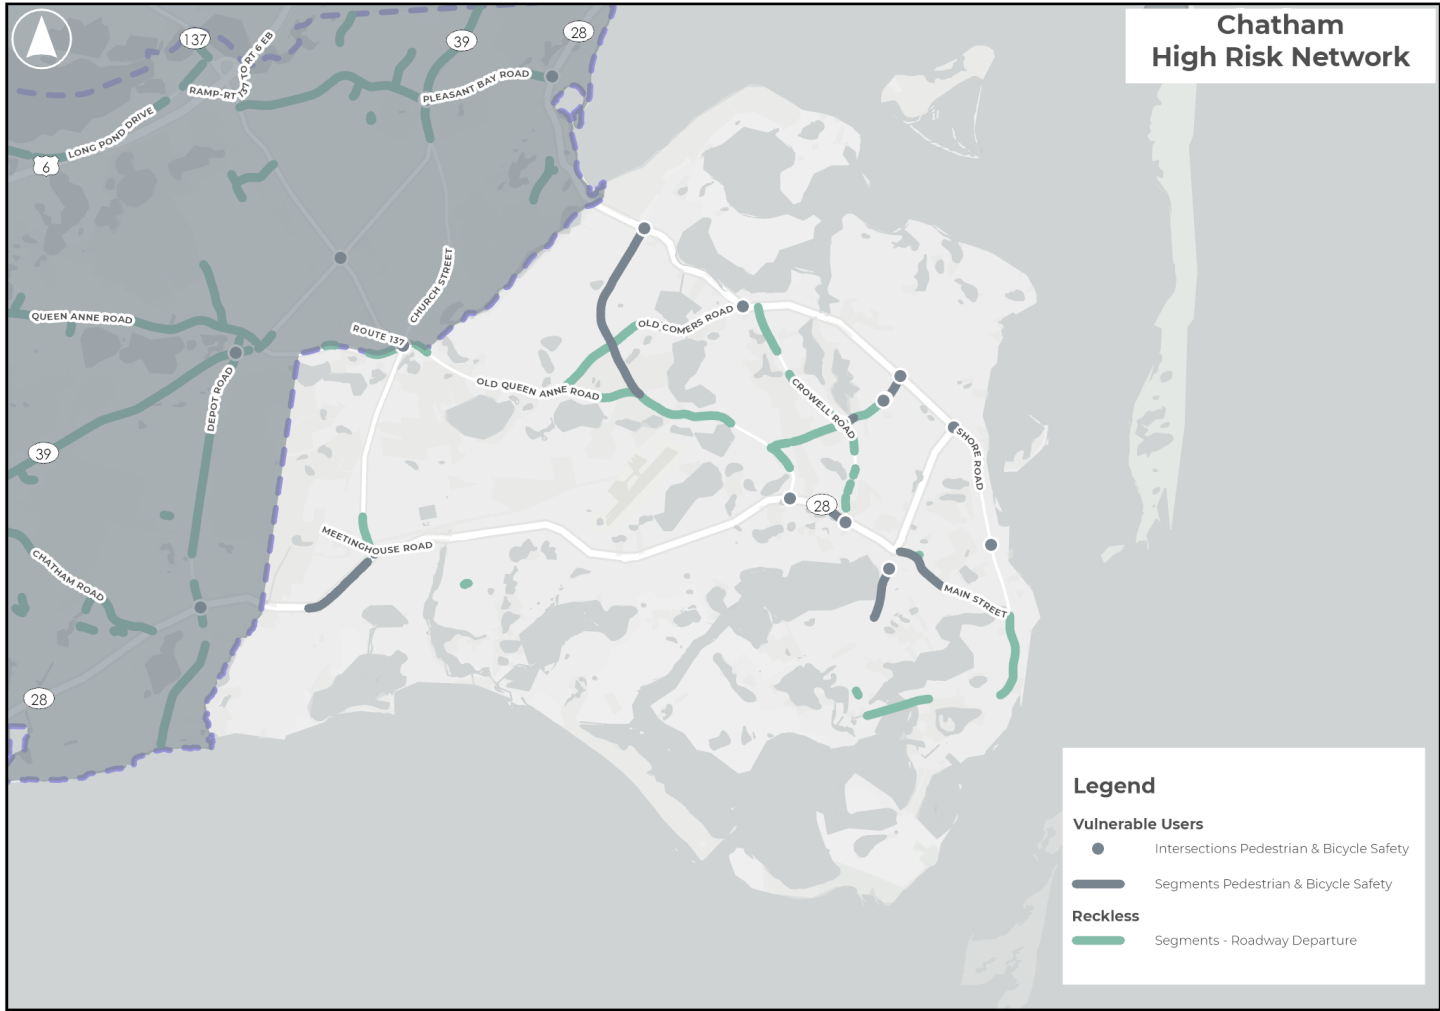 Chatham
High Risk Network
137
39
28
RAMP-RT 137 TO RT 6 EB
PLEASANT BAY ROAD
LONG POND DRIVE
6
CHURCH STREET
QUEEN ANNE ROAD
ROUTE 137
OLD COMERS ROAD
OLD QUEEN ANNE ROAD
CROWELL ROAD
DEPOT ROAD
39
SHORE ROAD
28
MEETINGHOUSE ROAD
CHATHAM ROAD
MAIN STREET
28
Legend
Vulnerable Users
Intersections Pedestrian & Bicycle Safety
Segments Pedestrian & Bicycle Safety
Reckless
Segments - Roadway Departure